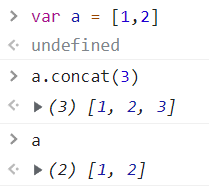 > var a = [1,2]
<· undefined
> a.concat(3)
<· ▶(3) [1, 2, 3]
> a
<· ▶(2) [1, 2]